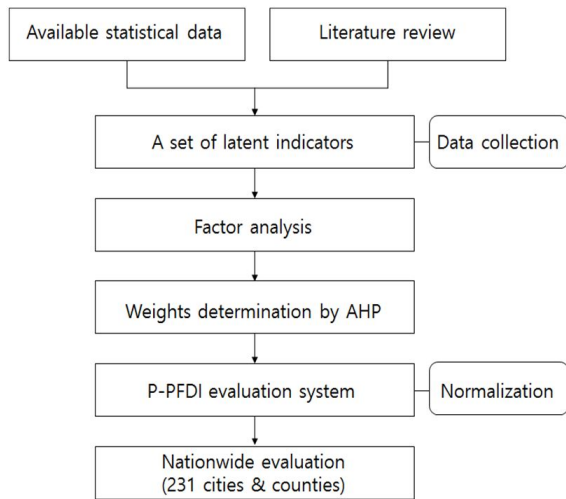 Available statistical data
Literature review
A set of latent indicators
Data collection
Factor analysis
Weights determination by AHP
P-PFDI evaluation system
Normalization
Nationwide evaluation
(231 cities & counties)